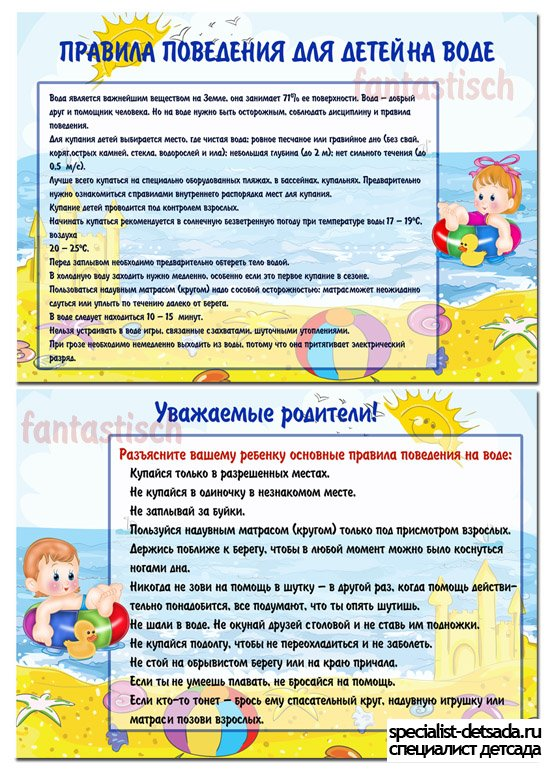 ПРАВИЛА ПОВЕДЕНИЯ ДЛЯ ДЕТЕЙ НА ВОДЕ
fantastisch
Вода является важнейшим веществом на Земле, она занимает 71% ее поверхности. Вода – добрый
друг и помощник человека. Но на воде нужно быть осторожным, соблюдать дисциплину и правила
поведения.
Для купания детей выбирается место, где чистая вода; ровное песчаное или гравийное дно (без свай,
коряг,острых камней, стекла, водорослей и ила); небольшая глубина (до 2 м); нет сильного течения (до
0,5 м/с).
Лучше всего купаться на специально оборудованных пляжах, в бассейнах, купальнях. Предварительно
нужно ознакомиться с правилами внутреннего распорядка мест для купания.
Купание детей проводится под контролем взрослых.
Начинать купаться рекомендуется в солнечную безветренную погоду при температуре воды 17 – 19°С,
воздуха
20 – 25°С.
Перед заплывом необходимо предварительно обтереть тело водой.
В холодную воду заходить нужно медленно, особенно если это первое купание в сезоне.
Пользоваться надувным матрасом (кругом) надо с особой осторожностью: матрас может неожиданно
сдуться или уплыть по течению далеко от берега.
В воде следует находиться 10 – 15 минут.
Нельзя устраивать в воде игры, связанные с захватами, шуточными утоплениями.
При грозе необходимо немедленно выходить из воды, потому что она притягивает электрический
разряд.
Уважаемые родители!
fantastisch
Разъясните вашему ребенку основные правила поведения на воде:
Купайся только в разрешенных местах.
Не купайся в одиночку в незнакомом месте.
Не заплывай за буйки.
Пользуйся надувным матрасом (кругом) только под присмотром взрослых.
Держись поближе к берегу, чтобы в любой момент можно было коснуться
ногами дна.
Никогда не зови на помощь в шутку – в другой раз, когда помощь действи-
тельно понадобится, все подумают, что ты опять шутишь.
Не шали в воде. Не окунай друзей с головой и не ставь им подножки.
Не купайся подолгу, чтобы не переохладиться и не заболеть.
Не стой на обрывистом берегу или на краю причала.
Если ты не умеешь плавать, не бросайся на помощь.
Если кто-то тонет – брось ему спасательный круг, надувную игрушку или
матрас и позови взрослых.
specialist-detsada.ru
специалист детсада